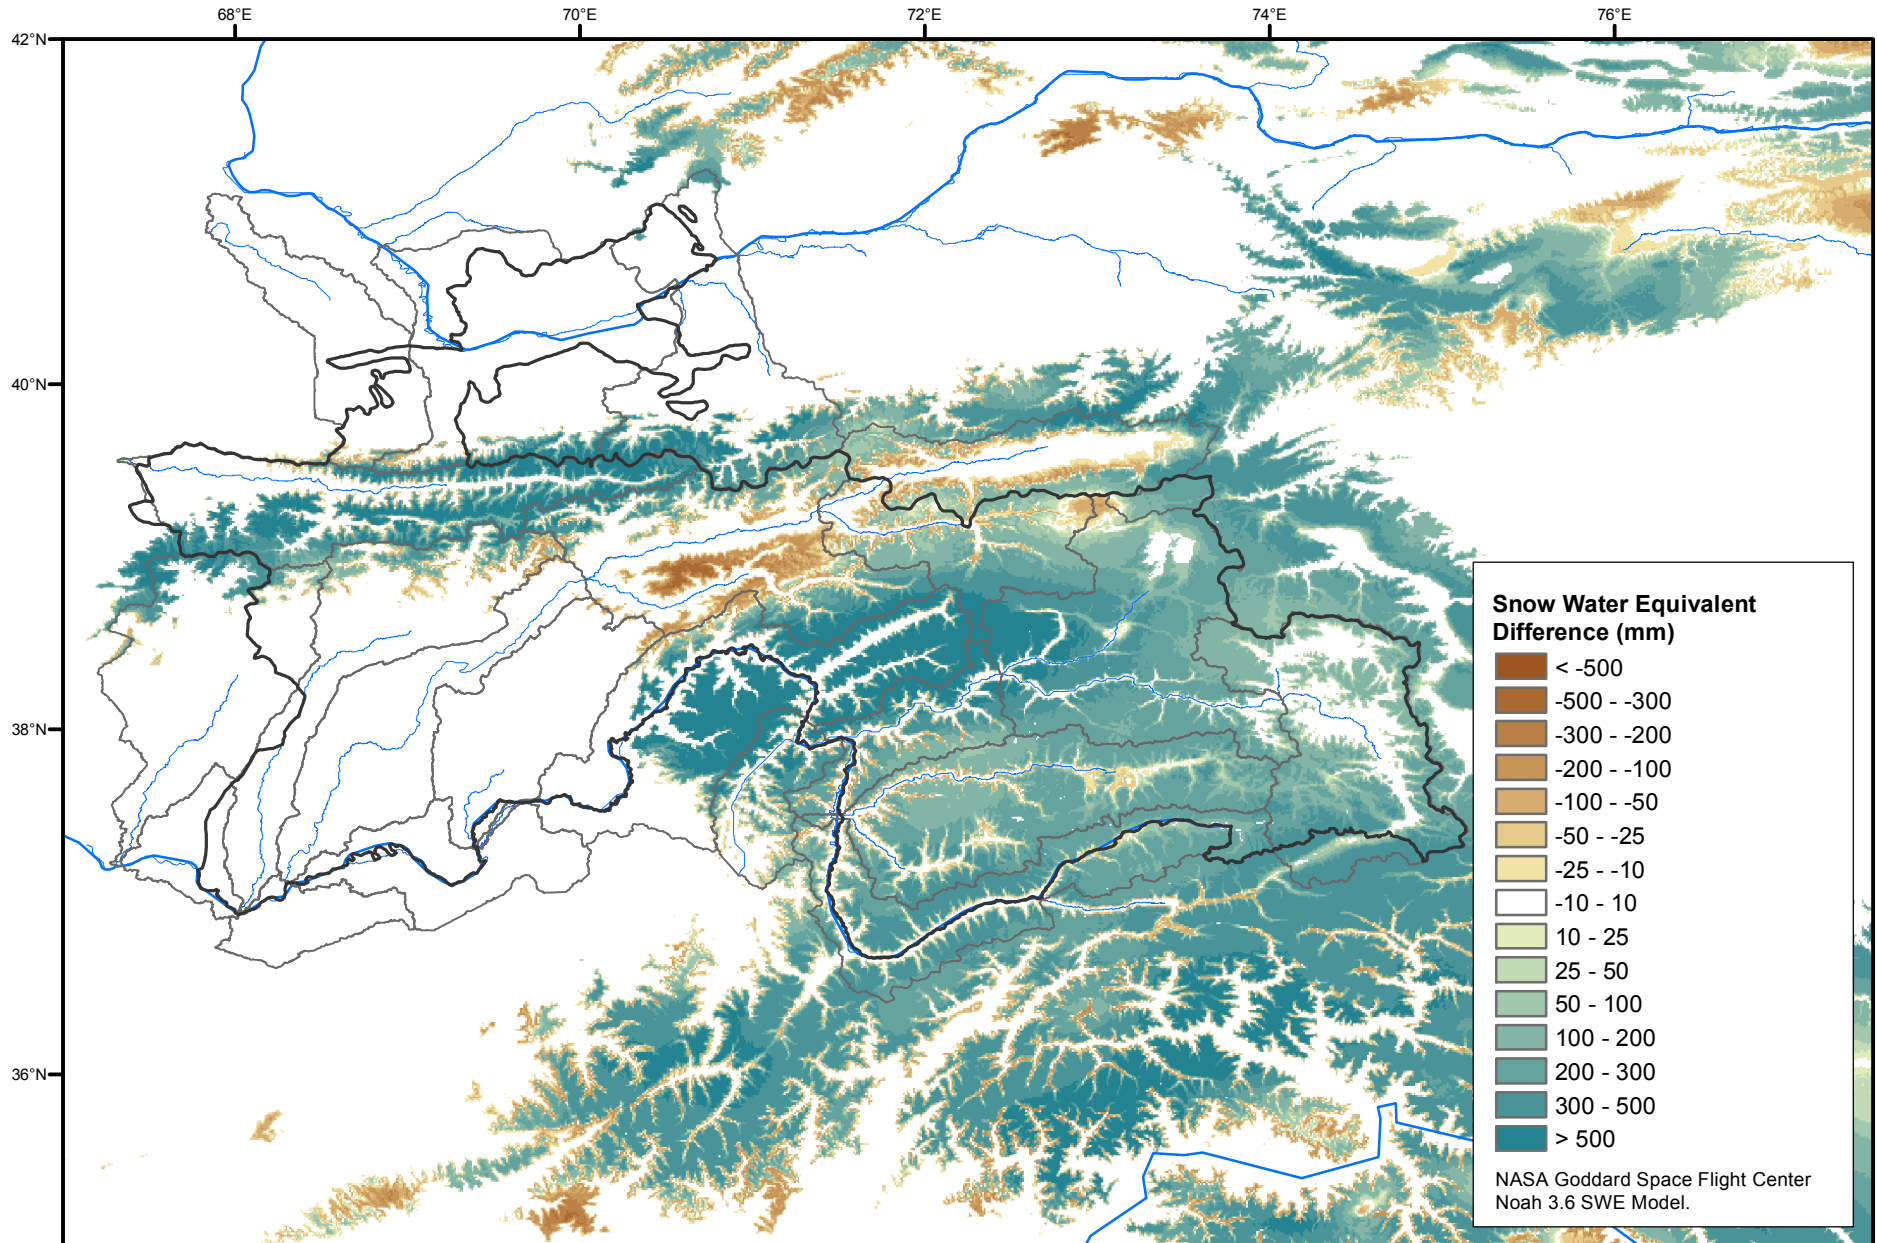 68°E 70°E 72°E 74°E 76°E
42°N
40°N
38°N
36°N
Snow Water Equivalent
Difference (mm)
< -500
-500 - -300
-300 - -200
-200 - -100
-100 - -50
-50 - -25
-25 - -10
-10 - 10
10 - 25
25 - 50
50 - 100
100 - 200
200 - 300
300 - 500
> 500
NASA Goddard Space Flight Center
Noah 3.6 SWE Model.